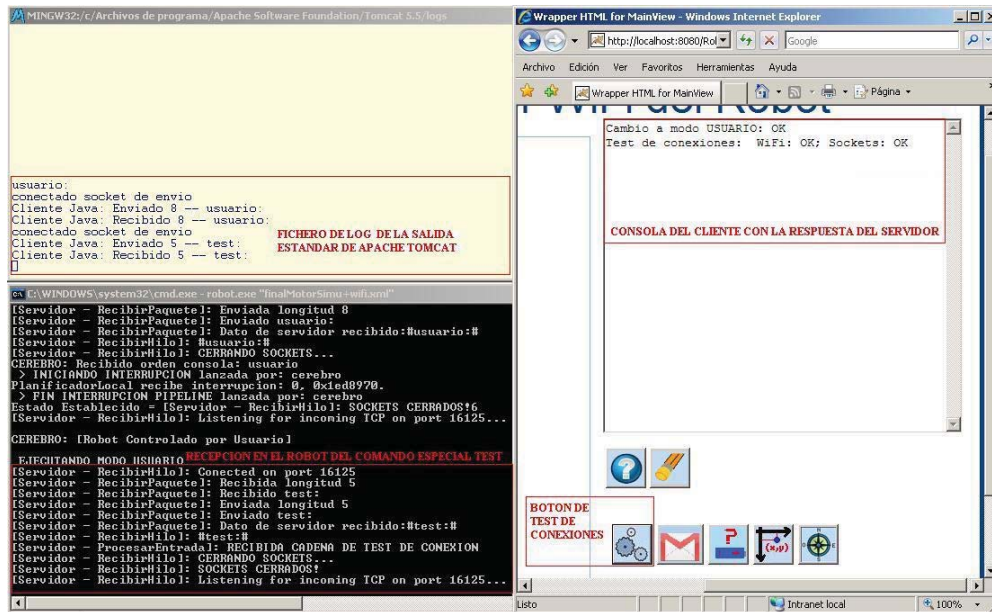 MINGW32:/c/Archivos de programa/Apache Software Foundation/Tomcat 5.5/logs
usuario:
conectado socket de envio
Cliente Java: Enviado 8 -- usuario:
Cliente Java: Recibido 8 -- usuario:
conectado socket de envio
Cliente Java: Enviado 5 -- test:
Cliente Java: Recibido 5 -- test:
FICHERO DE LOG DE LA SALIDA
ESTANDAR DE APACHE TOMCAT
C:\WINDOWS\system32\cmd.exe - robot.exe "finalMotorSimu+wifi.xml"
[Servidor - RecibirPaquete]: Enviada longitud 8
[Servidor - RecibirPaquete]: Enviado usuario:
[Servidor - RecibirPaquete]: Dato de servidor recibido:#usuario:#
[Servidor - RecibirHilo]: #usuario:#
[Servidor - RecibirHilo]: CERRANDO SOCKETS...
CEREBRO: Recibido orden consola: usuario
> INICIANDO INTERRUPCION lanzada por: cerebro
PlanificadorLocal recibe interrupcion: 0, 0x1ed8970.
> FIN INTERRUPCION PIPELINE lanzada por: cerebro
Estado Establecido = [Servidor - RecibirHilo]: SOCKETS CERRADOS!6
[Servidor - RecibirHilo]: Listening for incoming TCP on port 16125...
CEREBRO: [Robot Controlado por Usuario]
EJECUTANDO MODO USUARIO
RECEPCION EN EL ROBOT DEL COMANDO ESPECIAL TEST
[Servidor - RecibirHilo]: Conected on port 16125
[Servidor - RecibirPaquete]: Recibida longitud 5
[Servidor - RecibirPaquete]: Recibido test:
[Servidor - RecibirPaquete]: Enviada longitud 5
[Servidor - RecibirPaquete]: Enviado test:
[Servidor - RecibirPaquete]: Dato de servidor recibido:#test:#
[Servidor - RecibirHilo]: #test:#
[Servidor - ProcesarEntrada]: RECIBIDA CADENA DE TEST DE CONEXION
[Servidor - RecibirHilo]: CERRANDO SOCKETS...
[Servidor - RecibirHilo]: SOCKETS CERRADOS!
[Servidor - RecibirHilo]: Listening for incoming TCP on port 16125...
Wrapper HTML for MainView - Windows Internet Explorer
http://localhost:8080/Rol
Google
Archivo Edición Ver Favoritos Herramientas Ayuda
Wrapper HTML for MainView
Página
WiFi del Robot
Cambio a modo USUARIO: OK
Test de conexiones: WiFi: OK; Sockets: OK
CONSOLA DEL CLIENTE CON LA RESPUESTA DEL SERVIDOR
BOTON DE
TEST DE
CONEXIONES
(x,y)
Listo
Intranet local
100%